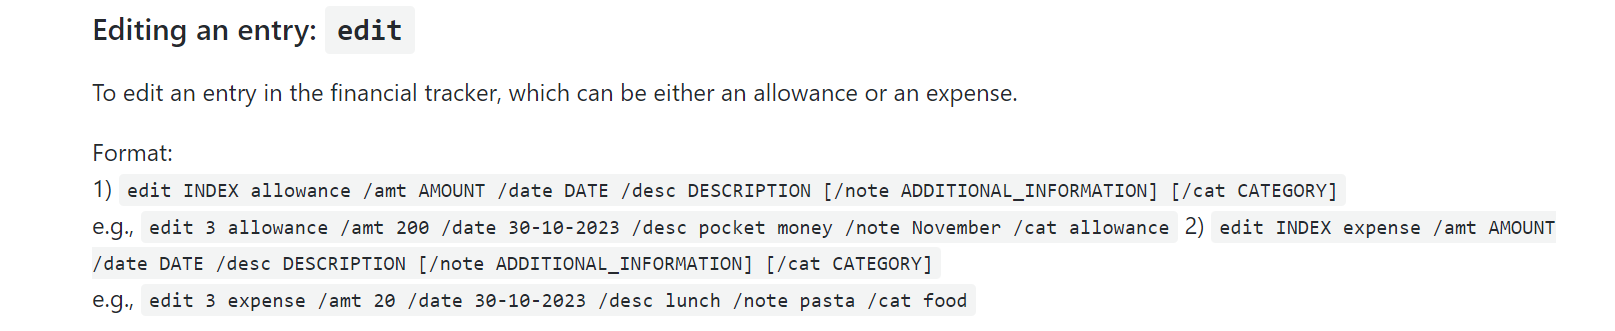 Editing an entry: edit
To edit an entry in the financial tracker, which can be either an allowance or an expense.
Format:
1) edit INDEX allowance /amt AMOUNT /date DATE /desc DESCRIPTION [/note ADDITIONAL_INFORMATION] [/cat CATEGORY]
e.g., edit 3 allowance /amt 200 /date 30-10-2023 /desc pocket money /note November /cat allowance 2) edit INDEX expense /amt AMOUNT
/date DATE /desc DESCRIPTION [/note ADDITIONAL_INFORMATION] [/cat CATEGORY]
e.g., edit 3 expense /amt 20 /date 30-10-2023 /desc lunch /note pasta /cat food